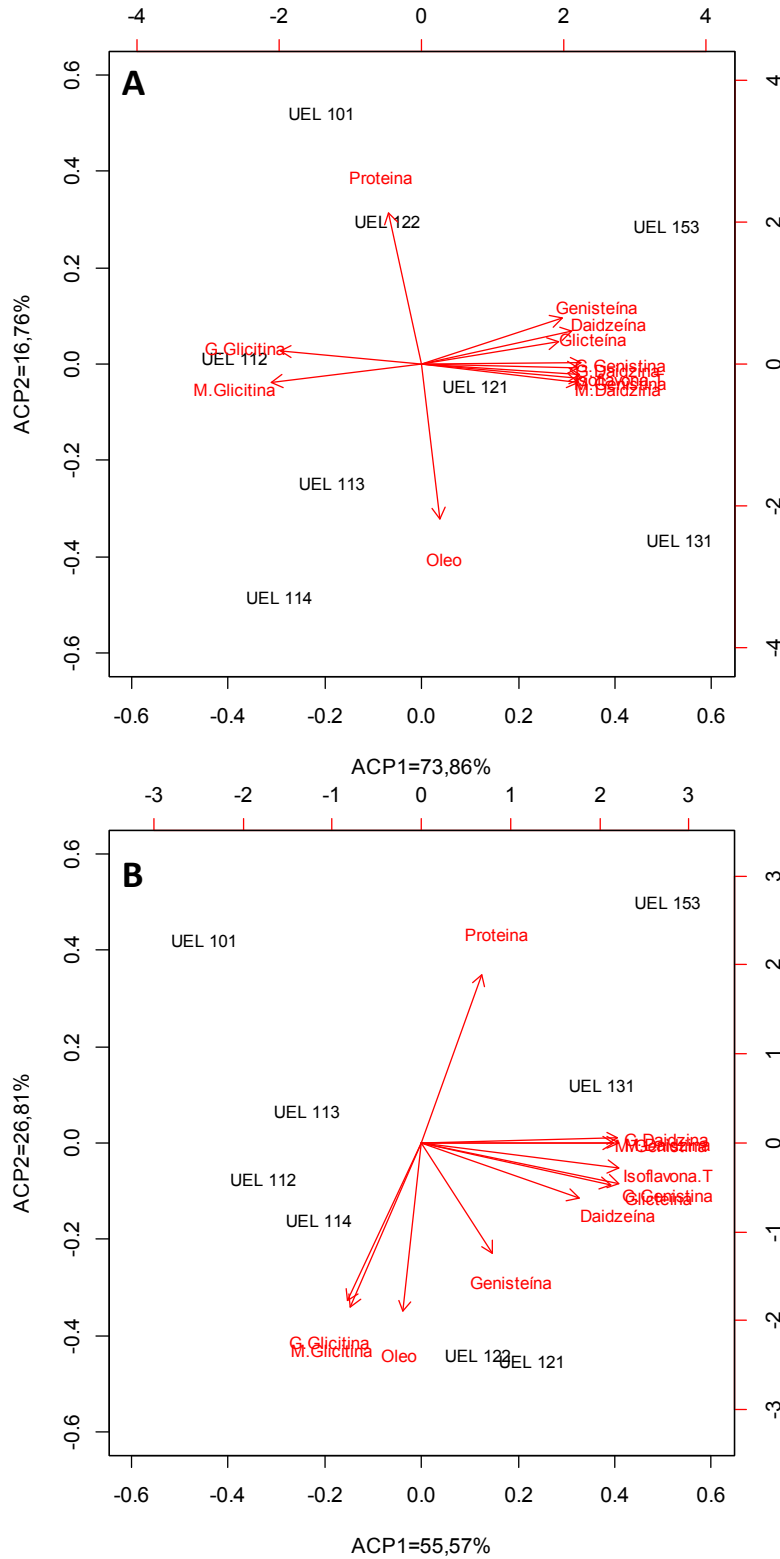 -4 -2 0 2 4
A
UEL 101
Proteina
UEL 122
UEL 153
Genisteína
Daidzeína
Glicteína
G.Glicitina
UEL 112
M.Glicitina
G.Genistina
G.Daidzina
Isoflavona.T
M.Genistina
M.Daidzina
UEL 121
UEL 113
UEL 131
Oleo
UEL 114
0.6
0.4
0.2
0.0
-0.2
-0.4
-0.6
4
2
0
-2
-4
ACP2=16,76%
-0.6 -0.4 -0.2 0.0 0.2 0.4 0.6
ACP1=73,86%
-3 -2 -1 0 1 2 3
B
UEL 153
UEL 101
Proteina
UEL 131
UEL 113
G.Daidzina
M.Genistina
UEL 112
Isoflavona.T
G.Genistina
Glicteína
UEL 114
Daidzeína
Genisteína
G.Glicitina
M.Glicitina
Oleo
UEL 122
UEL 121
0.6
0.4
0.2
0.0
-0.2
-0.4
-0.6
3
2
1
0
-1
-2
-3
ACP2=26,81%
-0.6 -0.4 -0.2 0.0 0.2 0.4 0.6
ACP1=55,57%